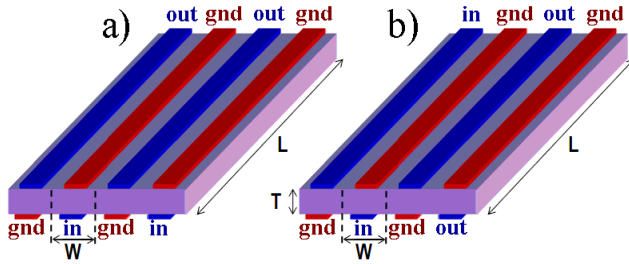 a) out gnd out gnd
L
gnd in gnd in
W
b) in gnd out gnd
L
T
gnd in gnd out
W